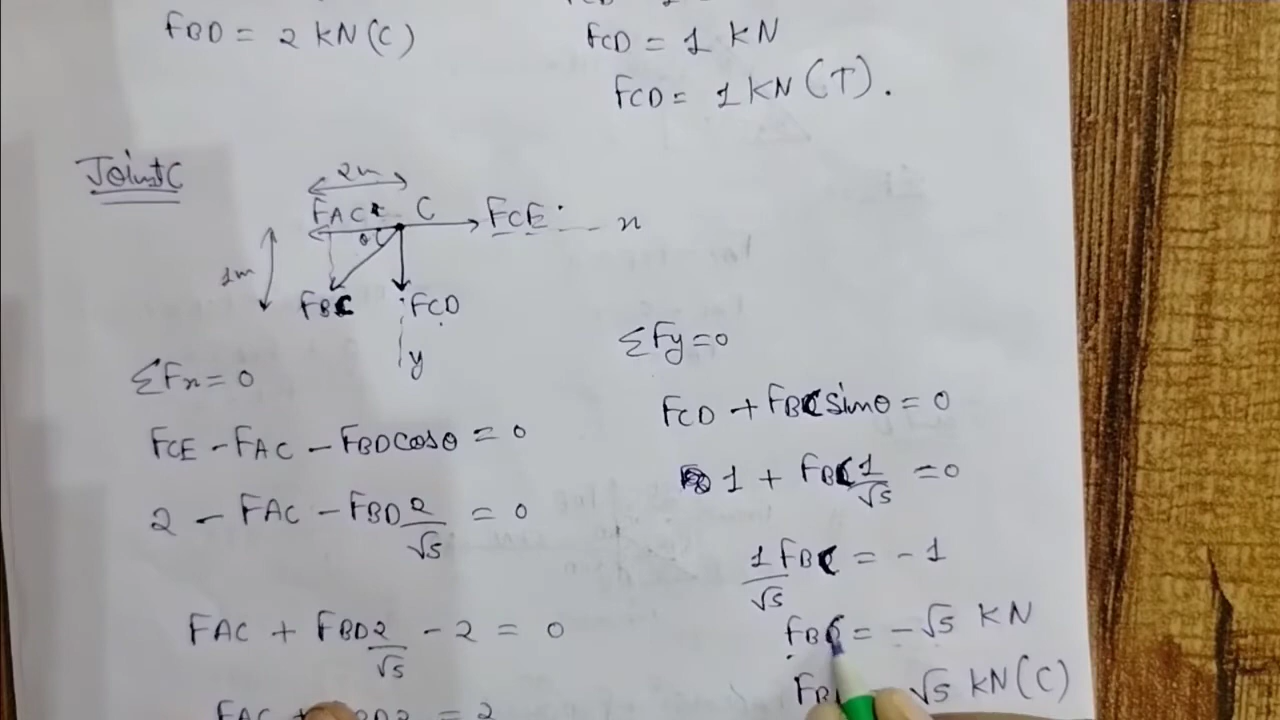 FBD = 2 KN(C)
FCD = 1 KN
FCD = 1 KN (T).
Joint C
2m
FAC C FCE x
θ
1m
FBC FCD
y
ΣFx = 0
FCE - FAC - FBDcosθ = 0
2 - FAC - FBD 2/√5 = 0
FAC + FBD 2/√5 - 2 = 0
ΣFy = 0
FCD + FBC sinθ = 0
1 + FBC 1/√5 = 0
1/√5 FBC = - 1
FBC = - √5 KN
√5 KN (C)